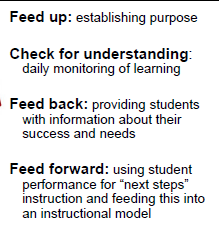 Feed up: establishing purpose
Check for understanding:
daily monitoring of learning
Feed back: providing students
with information about their
success and needs
Feed forward: using student
performance for “next steps”
instruction and feeding this into
an instructional model